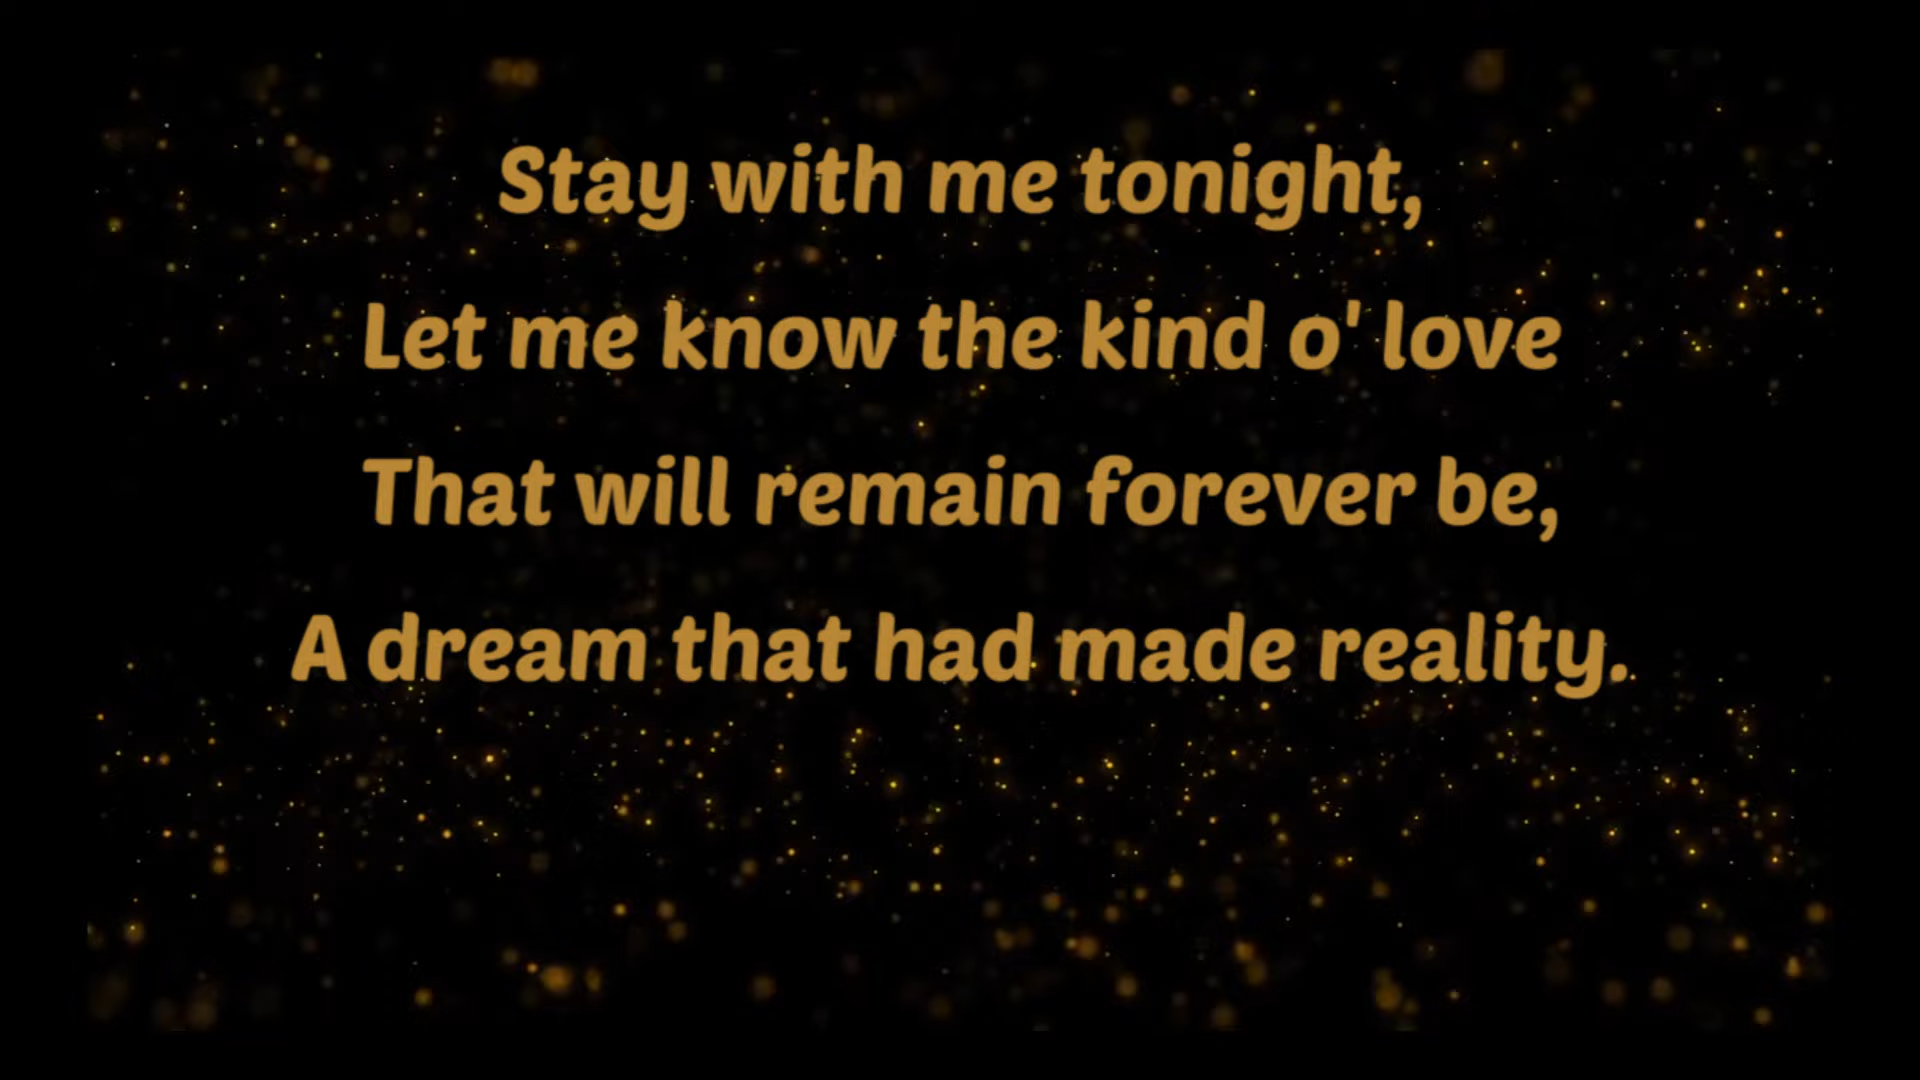 Stay with me tonight,
Let me know the kind o' love
That will remain forever be,
A dream that had made reality.